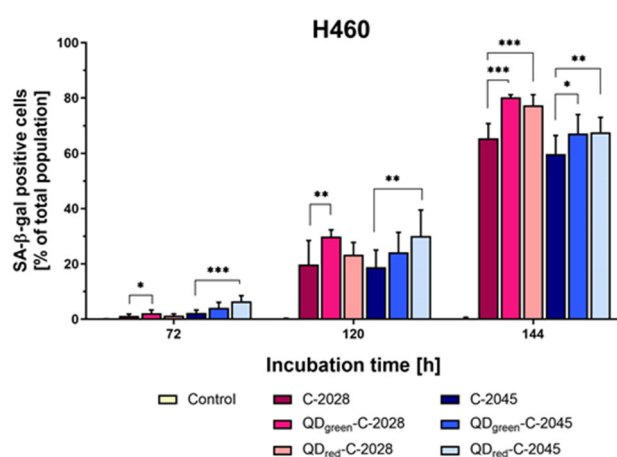 H460
SA-β-gal positive cells
[% of total population]
100
80
60
40
20
0
*
***
**
**
***
***
**
*
72 120 144
Incubation time [h]
Control C-2028 C-2045
QDgreen-C-2028 QDgreen-C-2045
QDred-C-2028 QDred-C-2045